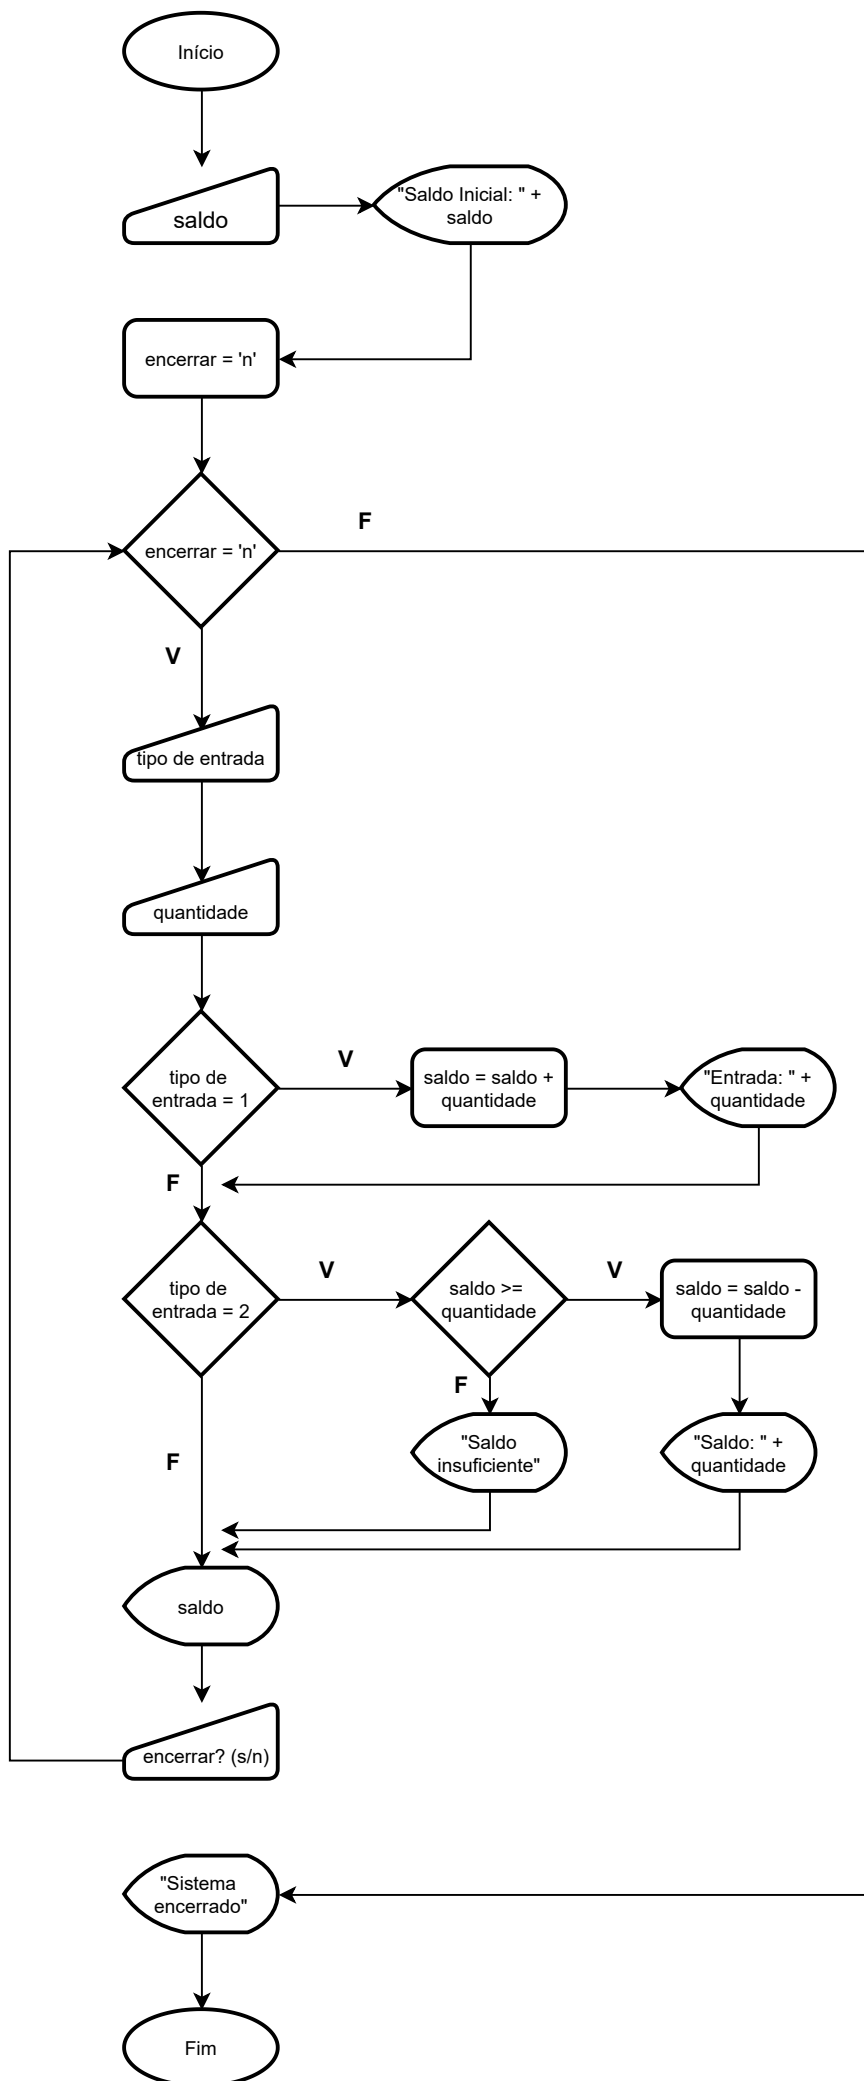 Início
saldo
"Saldo Inicial: " +
saldo
encerrar = 'n'
encerrar = 'n'
F
V
tipo de entrada
quantidade
tipo de
entrada = 1
V
saldo = saldo +
quantidade
"Entrada: " +
quantidade
F
tipo de
entrada = 2
V
saldo >=
quantidade
V
saldo = saldo -
quantidade
F
"Saldo
insuficiente"
"Saldo: " +
quantidade
F
saldo
encerrar? (s/n)
"Sistema
encerrado"
Fim